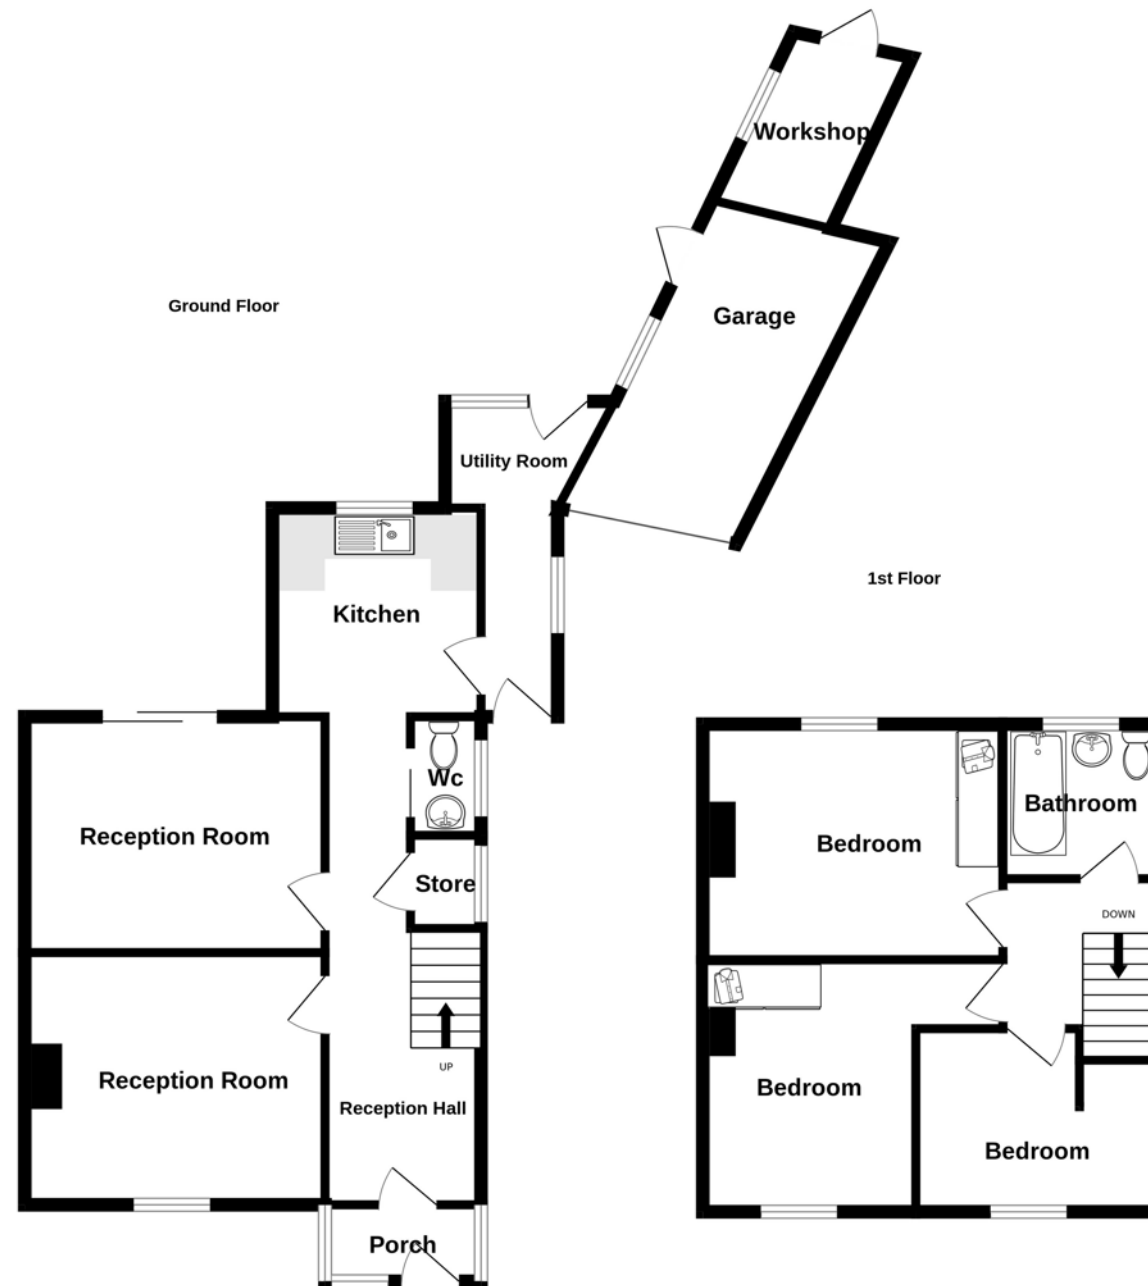 Workshop
Garage
Ground Floor
Utility Room
1st Floor
Kitchen
Wc
Reception Room
Store
UP
Reception Room
Reception Hall
Porch
Bathroom
Bedroom
DOWN
Bedroom
Bedroom